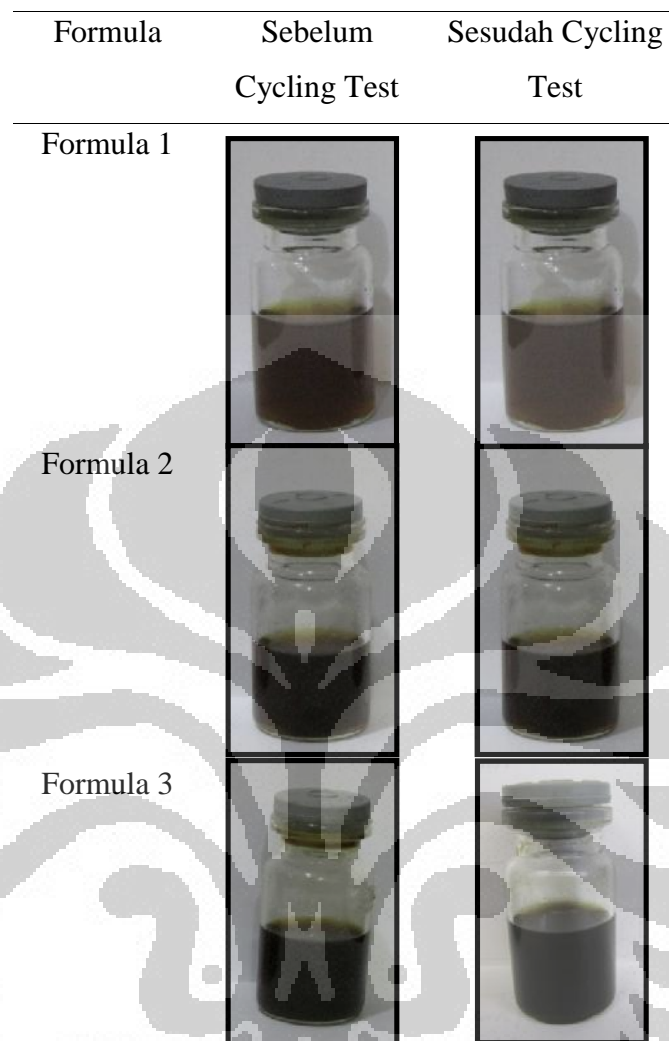 Formula Sebelum Sesudah Cycling
Cycling Test Test
Formula 1
Formula 2
Formula 3